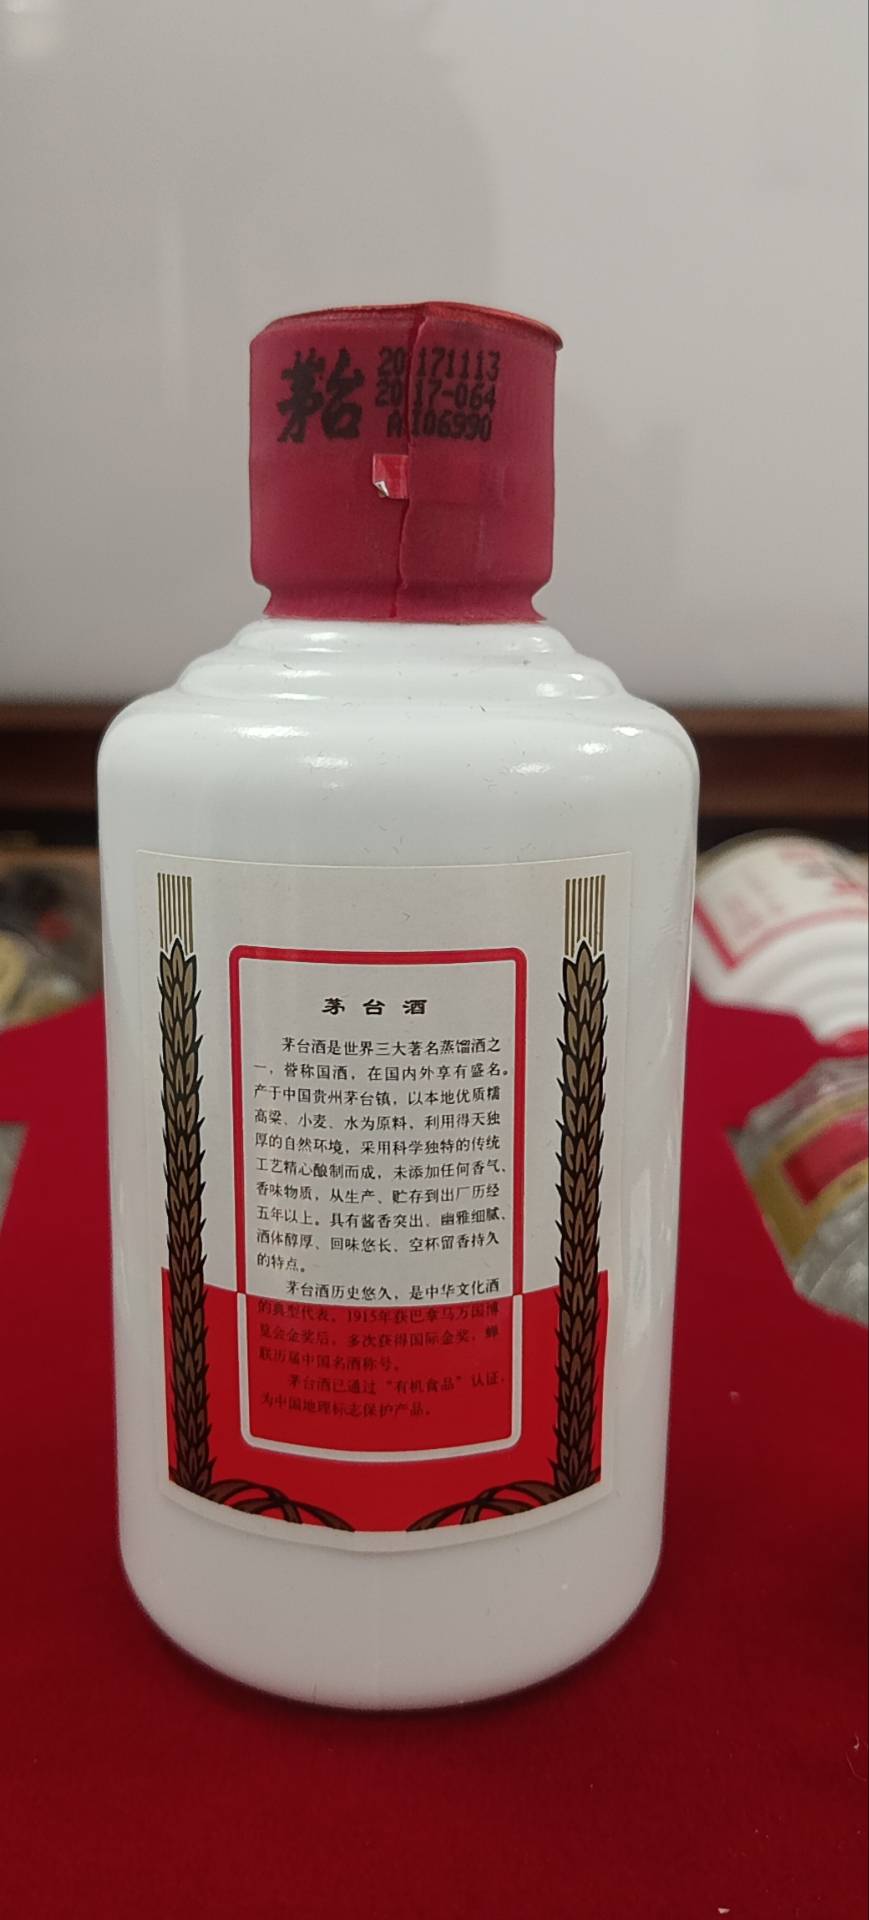 茅台
20171113
2017-064
A106990
茅台酒
茅台酒是世界三大著名蒸馏酒之
一，誉称国酒，在国内外享有盛名。
产于中国贵州茅台镇，以本地优质糯
高粱、小麦、水为原料，利用得天独
厚的自然环境，采用科学独特的传统
工艺精心酿制而成，未添加任何香气、
香味物质，从生产、贮存到出厂历经
五年以上。具有酱香突出、幽雅细腻、
酒体醇厚、回味悠长、空杯留香持久
的特点。
茅台酒历史悠久，是中华文化酒
的典型代表。1915年获巴拿马万国博
览会金奖后，多次获得国际金奖，蝉
联历届中国名酒称号。
茅台酒已通过“有机食品”认证，
为中国地理标志保护产品。